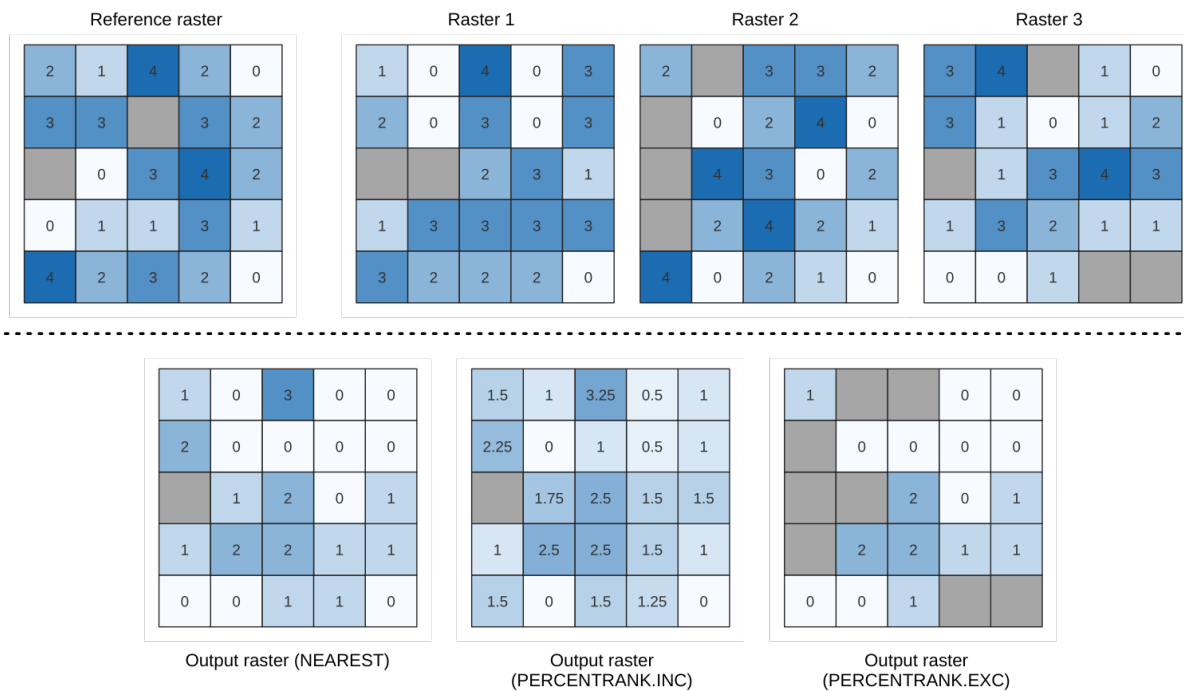 Reference raster
Raster 1
Raster 2
Raster 3
2 1 4 2 0
1 0 4 0 3
2 3 3 2
3 4 1 0
3 3 3 2
2 0 3 0 3
0 2 4 0
3 1 0 1 2
0 3 4 2
2 3 1
4 3 0 2
1 3 4 3
0 1 1 3 1
1 3 3 3 3
2 4 2 1
1 3 2 1 1
4 2 3 2 0
3 2 2 2 0
4 0 2 1 0
0 0 1
1 0 3 0 0
1.5 1 3.25 0.5 1
1 0 0
2 0 0 0 0
2.25 0 1 0.5 1
0 0 0 0
1 2 0 1
1.75 2.5 1.5 1.5
2 0 1
1 2 2 1 1
1 2.5 2.5 1.5 1
2 2 1 1
0 0 1 1 0
1.5 0 1.5 1.25 0
0 0 1
Output raster (NEAREST)
Output raster
(PERCENTRANK.INC)
Output raster
(PERCENTRANK.EXC)